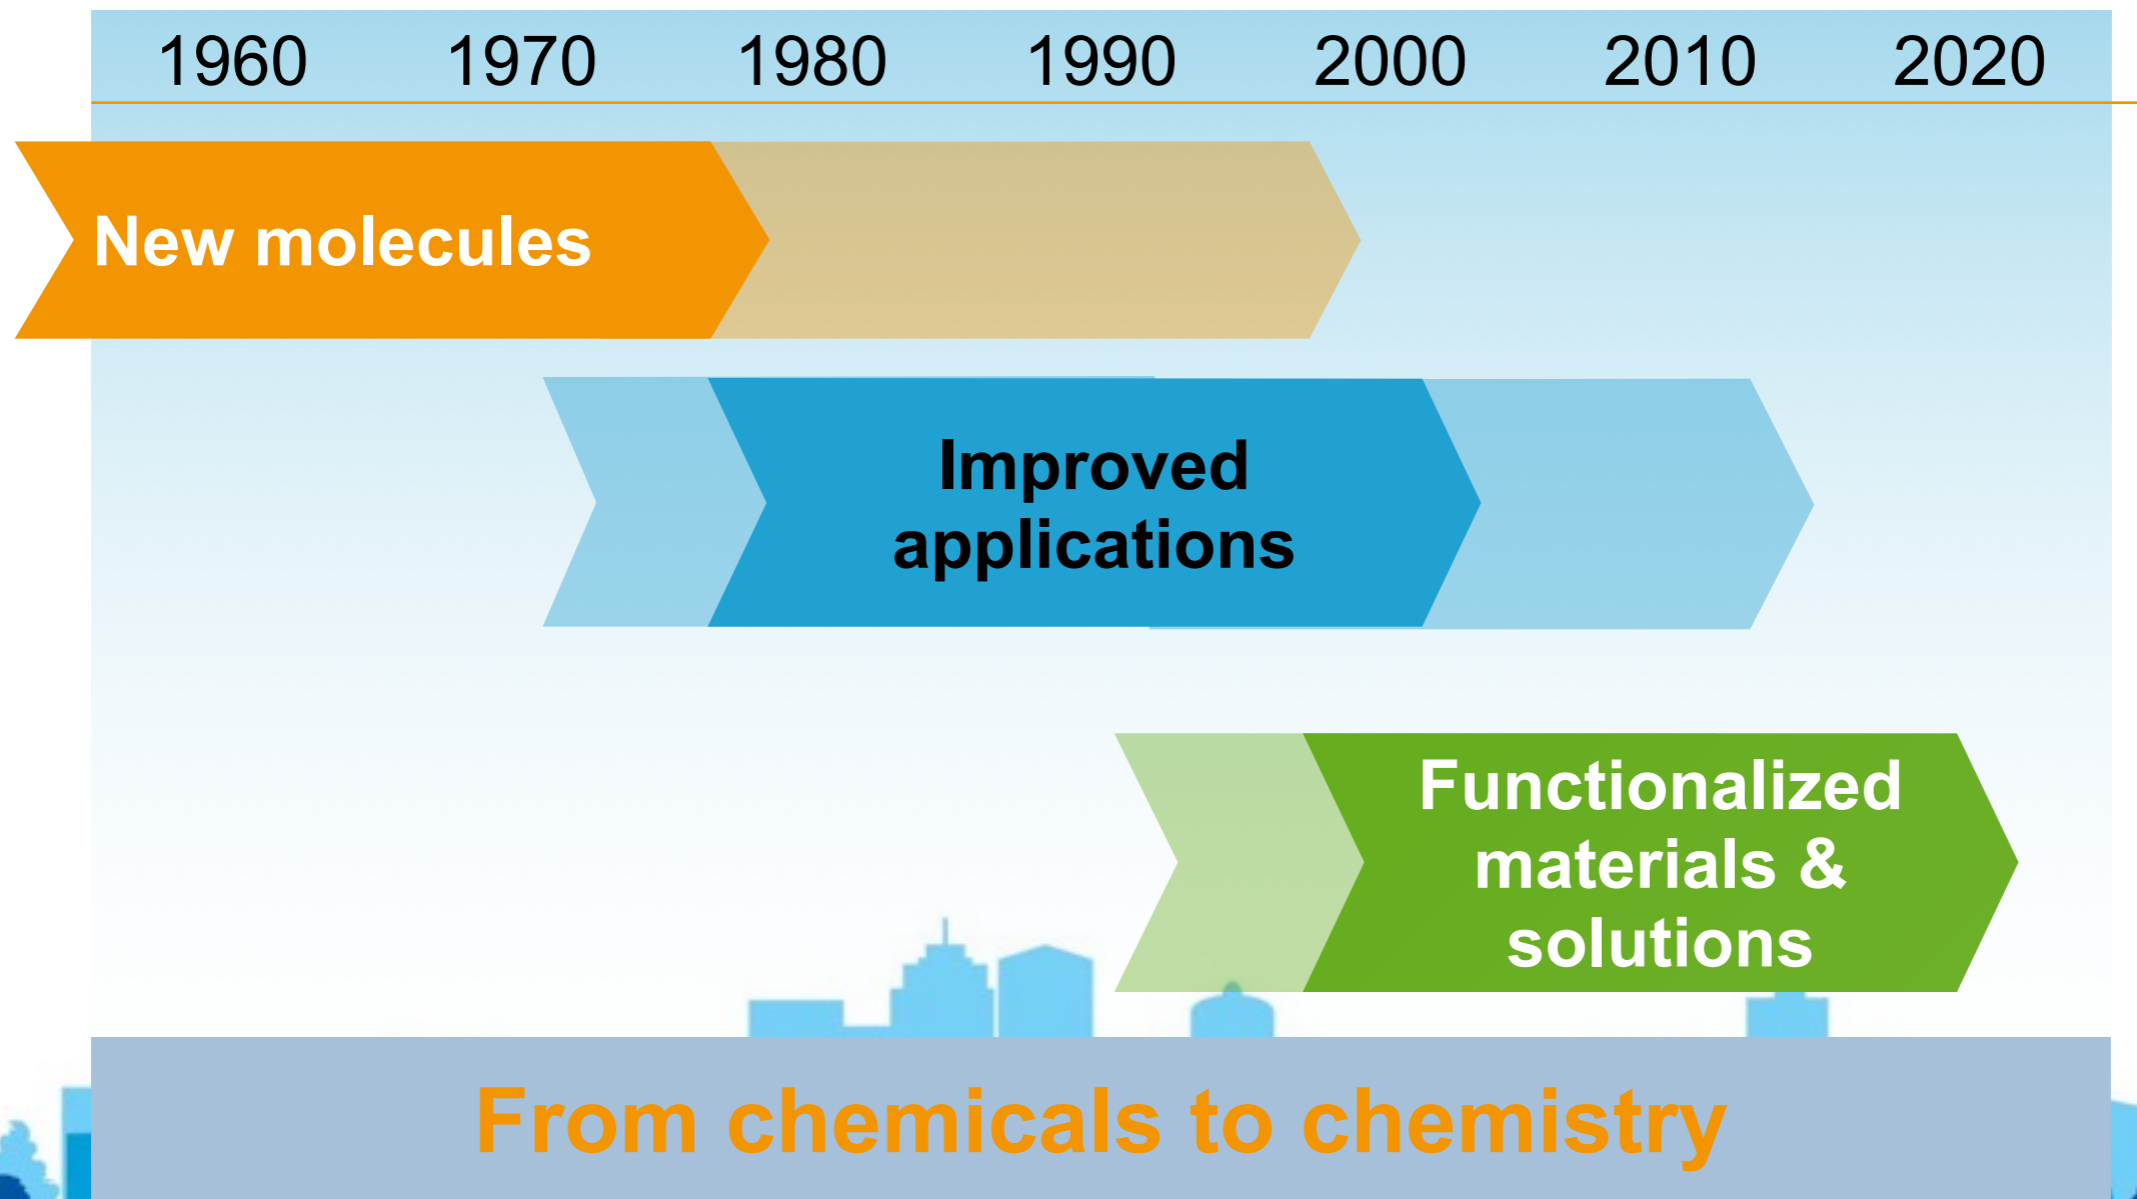 1960 1970 1980 1990 2000 2010 2020
New molecules
Improved
applications
Functionalized
materials &
solutions
From chemicals to chemistry